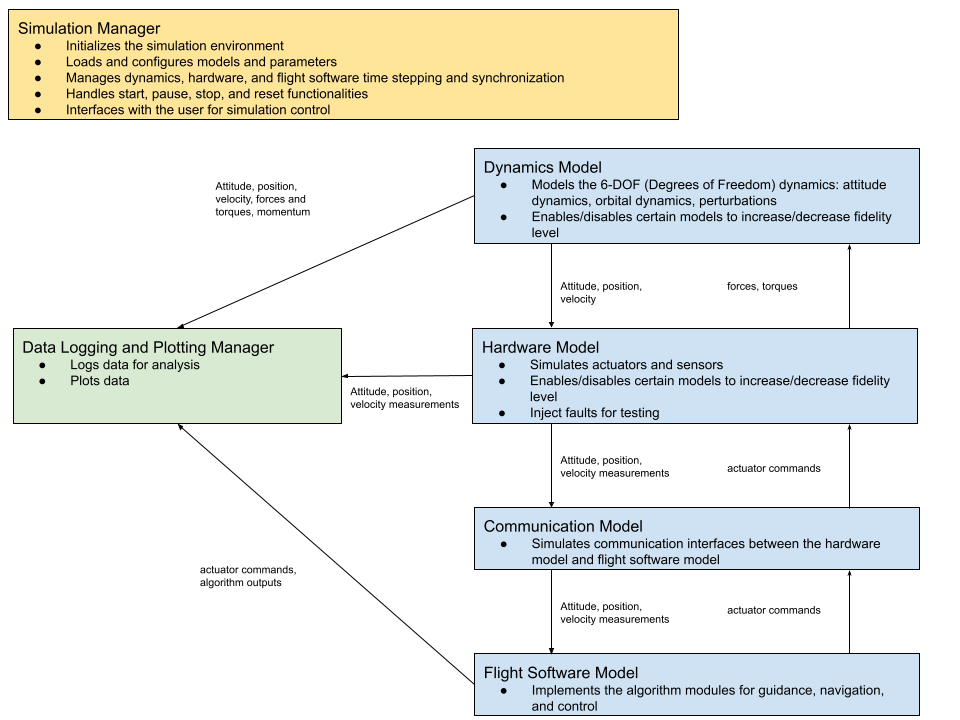 Simulation Manager
● Initializes the simulation environment
● Loads and configures models and parameters
● Manages dynamics, hardware, and flight software time stepping and synchronization
● Handles start, pause, stop, and reset functionalities
● Interfaces with the user for simulation control
Dynamics Model
● Models the 6-DOF (Degrees of Freedom) dynamics: attitude
dynamics, orbital dynamics, perturbations
● Enables/disables certain models to increase/decrease fidelity
level
Attitude, position,
velocity, forces and
torques, momentum
Attitude, position,
velocity
forces, torques
Data Logging and Plotting Manager
● Logs data for analysis
● Plots data
Hardware Model
● Simulates actuators and sensors
● Enables/disables certain models to increase/decrease fidelity
level
● Inject faults for testing
Attitude, position,
velocity measurements
Attitude, position,
velocity measurements
actuator commands
Communication Model
● Simulates communication interfaces between the hardware
model and flight software model
actuator commands,
algorithm outputs
Attitude, position,
velocity measurements
actuator commands
Flight Software Model
● Implements the algorithm modules for guidance, navigation,
and control